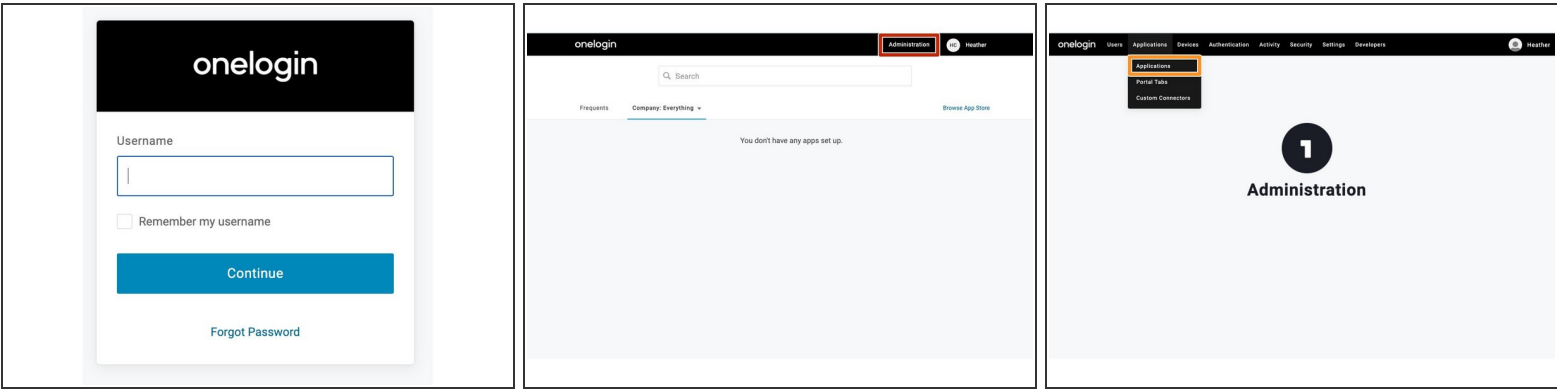 onelogin
Username
Remember my username
Continue
Forgot Password
onelogin Administration HC Heather
Search
Frequents Company: Everything Browse App Store
You don't have any apps set up.
onelogin Users Applications Devices Authentication Activity Security Settings Developers Heather
Applications
Portal Tabs
Custom Connectors
1
Administration